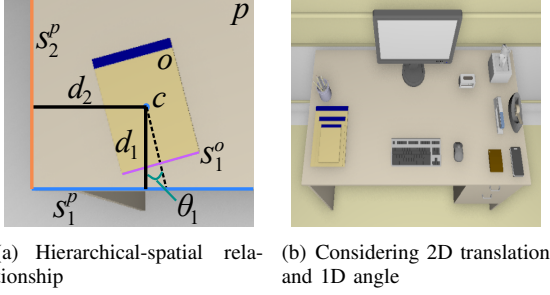 p
s₂ᵖ
o
d₂
c
d₁
s₁ᵒ
s₁ᵖ
θ₁
a) Hierarchical-spatial rela-
tionship
(b) Considering 2D translation
and 1D angle